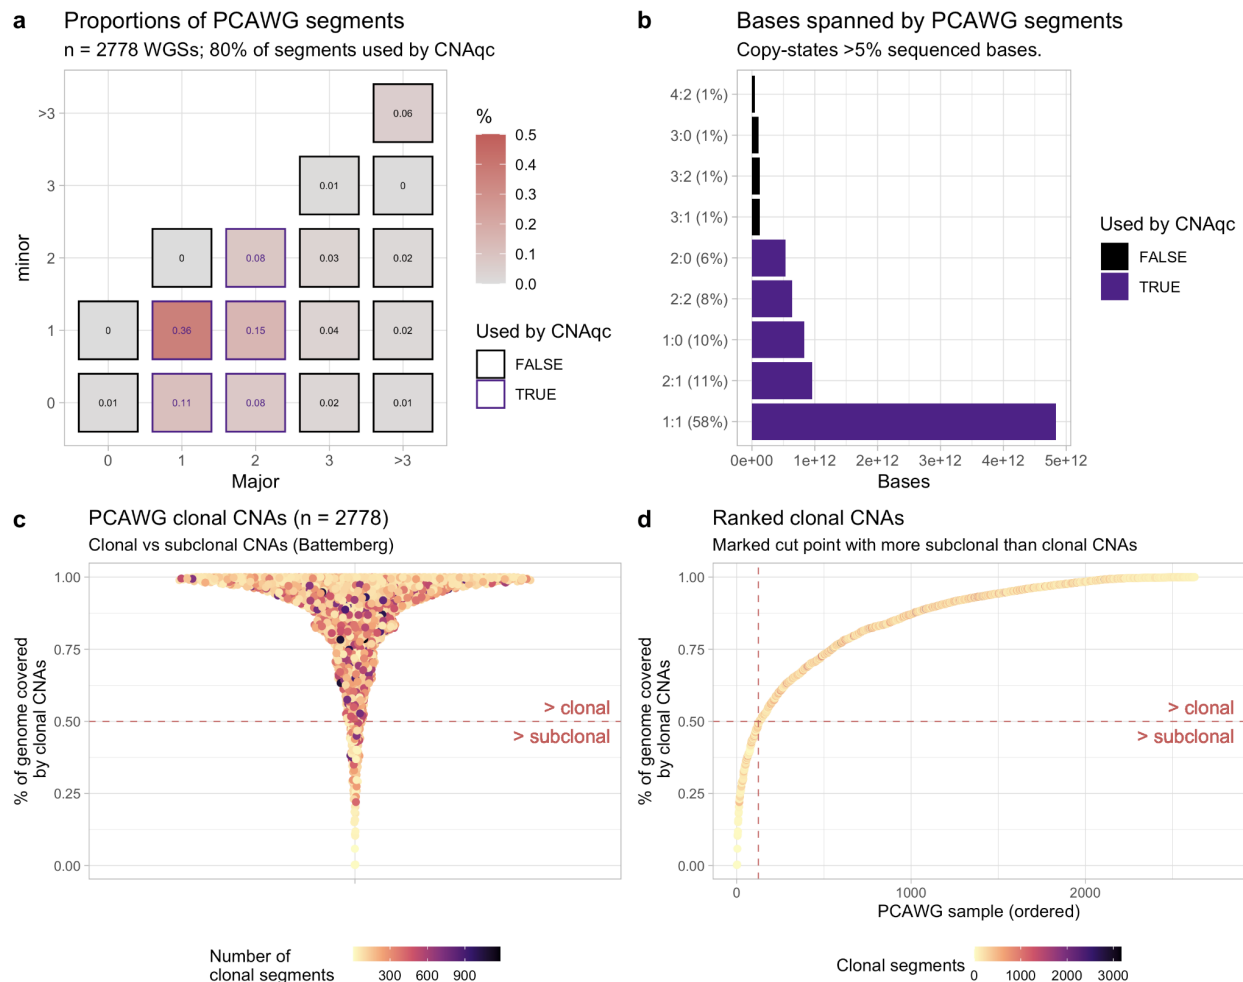 a
Proportions of PCAWG segments
n = 2778 WGSs; 80% of segments used by CNAqc
>3
3
2
1
0
minor
0.06
0.01
0
0
0.08
0.03
0.02
0
0.36
0.15
0.04
0.02
0.01
0.11
0.08
0.02
0.01
0
1
2
3
>3
Major
%
0.5
0.4
0.3
0.2
0.1
0.0
Used by CNAqc
FALSE
TRUE
b
Bases spanned by PCAWG segments
Copy-states >5% sequenced bases.
4:2 (1%)
3:0 (1%)
3:2 (1%)
3:1 (1%)
2:0 (6%)
2:2 (8%)
1:0 (10%)
2:1 (11%)
1:1 (58%)
0e+00
1e+12
2e+12
3e+12
4e+12
5e+12
Bases
Used by CNAqc
FALSE
TRUE
c
PCAWG clonal CNAs (n = 2778)
Clonal vs subclonal CNAs (Battemberg)
% of genome covered
by clonal CNAs
1.00
0.75
0.50
0.25
0.00
> clonal
> subclonal
Number of
clonal segments
300
600
900
d
Ranked clonal CNAs
Marked cut point with more subclonal than clonal CNAs
% of genome covered
by clonal CNAs
1.00
0.75
0.50
0.25
0.00
> clonal
> subclonal
0
1000
2000
PCAWG sample (ordered)
Clonal segments
0
1000
2000
3000